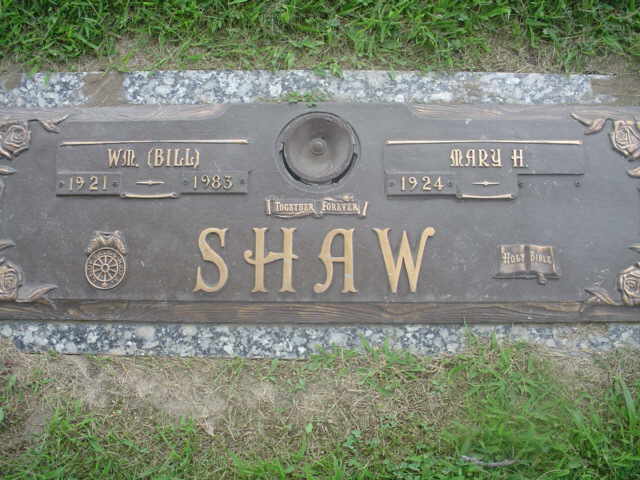 WM. (BILL)
1921 1983
MARY H.
1924
TOGETHER FOREVER
SHAW
HOLY BIBLE